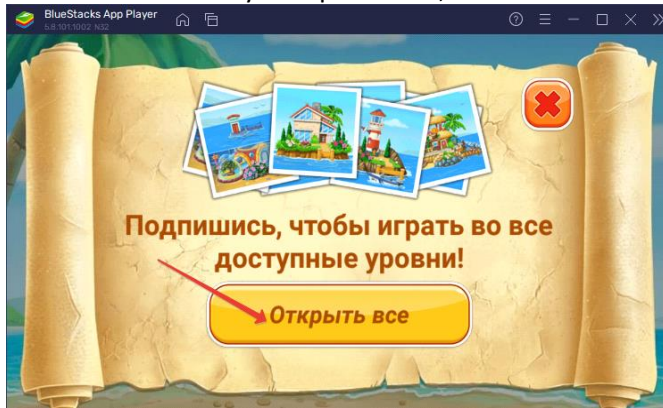 BlueStacks App Player
5.8.101.1002 N32
Подпишись, чтобы играть во все
доступные уровни!
Открыть все